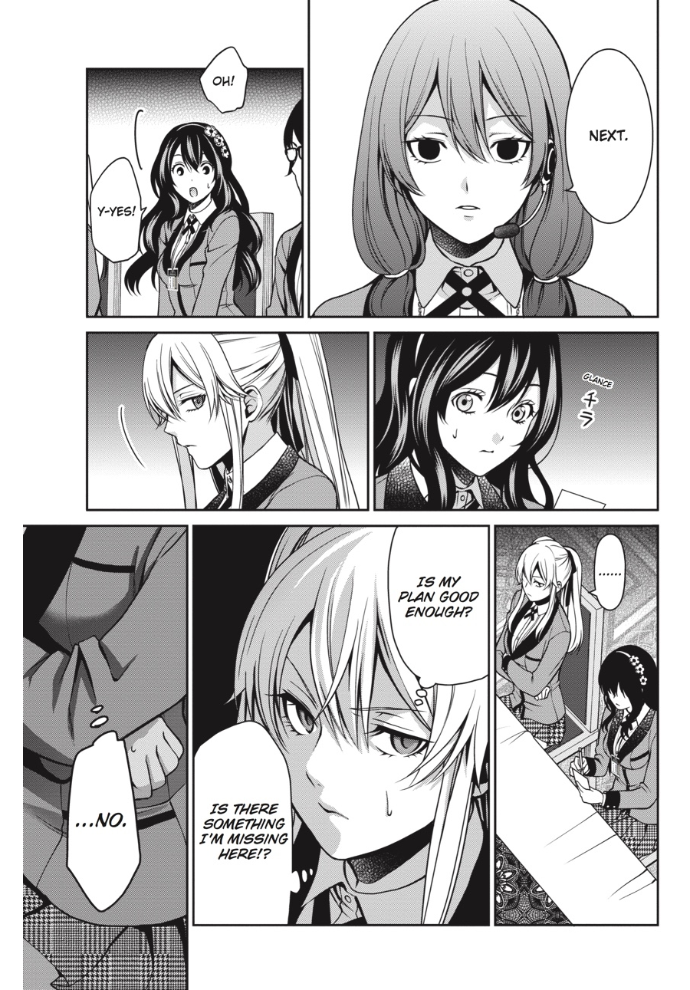 NEXT.
OH!
Y-YES!
GLANCE
チラ
.......
IS MY
PLAN GOOD
ENOUGH?
IS THERE
SOMETHING
I'M MISSING
HERE!?
...NO.